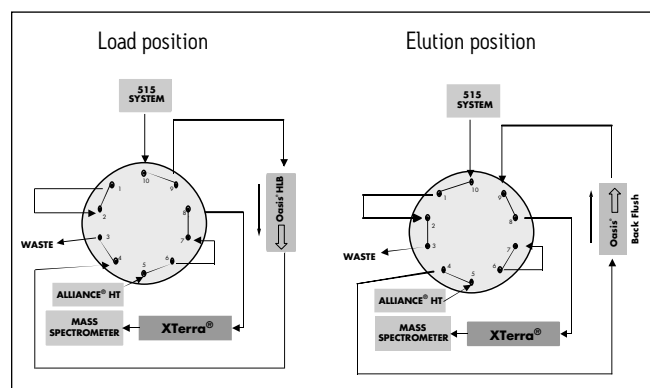 Load position
515
SYSTEM
10
1
9
2
8
3
7
4
5
6
WASTE
Oasis® HLB
ALLIANCE® HT
MASS
SPECTROMETER
XTerra®
Elution position
515
SYSTEM
10
1
9
2
8
3
7
4
5
6
WASTE
Oasis®
Back Flush
ALLIANCE® HT
MASS
SPECTROMETER
XTerra®